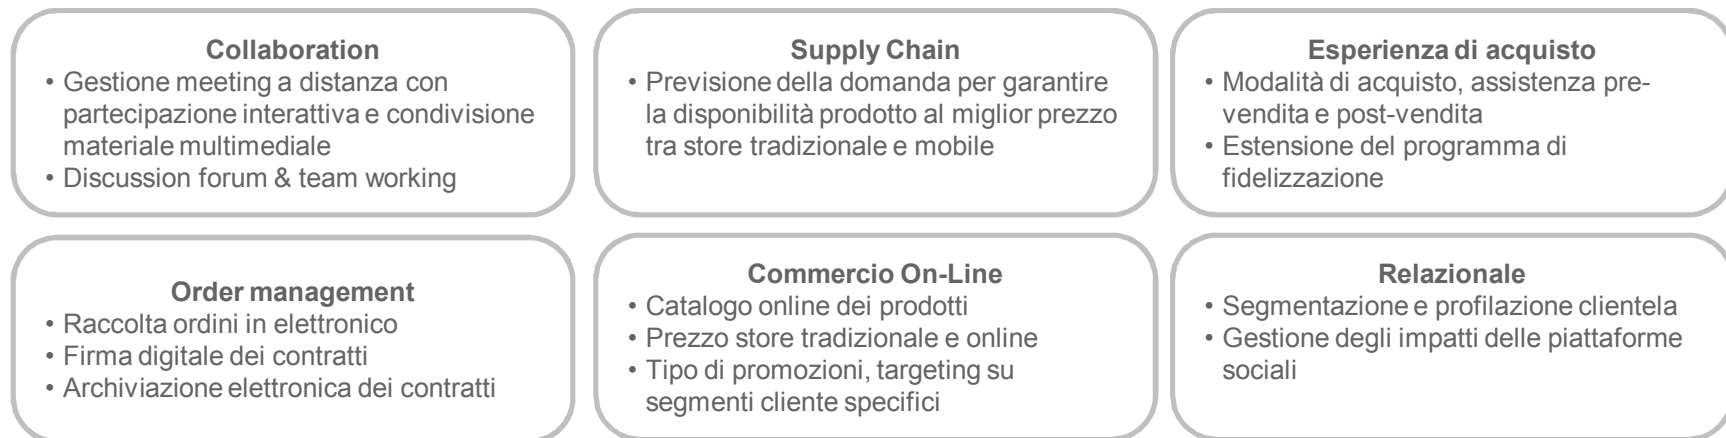 Collaboration
• Gestione meeting a distanza con
partecipazione interattiva e condivisione
materiale multimediale
• Discussion forum & team working
Supply Chain
• Previsione della domanda per garantire
la disponibilità prodotto al miglior prezzo
tra store tradizionale e mobile
Esperienza di acquisto
• Modalità di acquisto, assistenza pre-
vendita e post-vendita
• Estensione del programma di
fidelizzazione
Order management
• Raccolta ordini in elettronico
• Firma digitale dei contratti
• Archiviazione elettronica dei contratti
Commercio On-Line
• Catalogo online dei prodotti
• Prezzo store tradizionale e online
• Tipo di promozioni, targeting su
segmenti cliente specifici
Relazionale
• Segmentazione e profilazione clientela
• Gestione degli impatti delle piattaforme
sociali